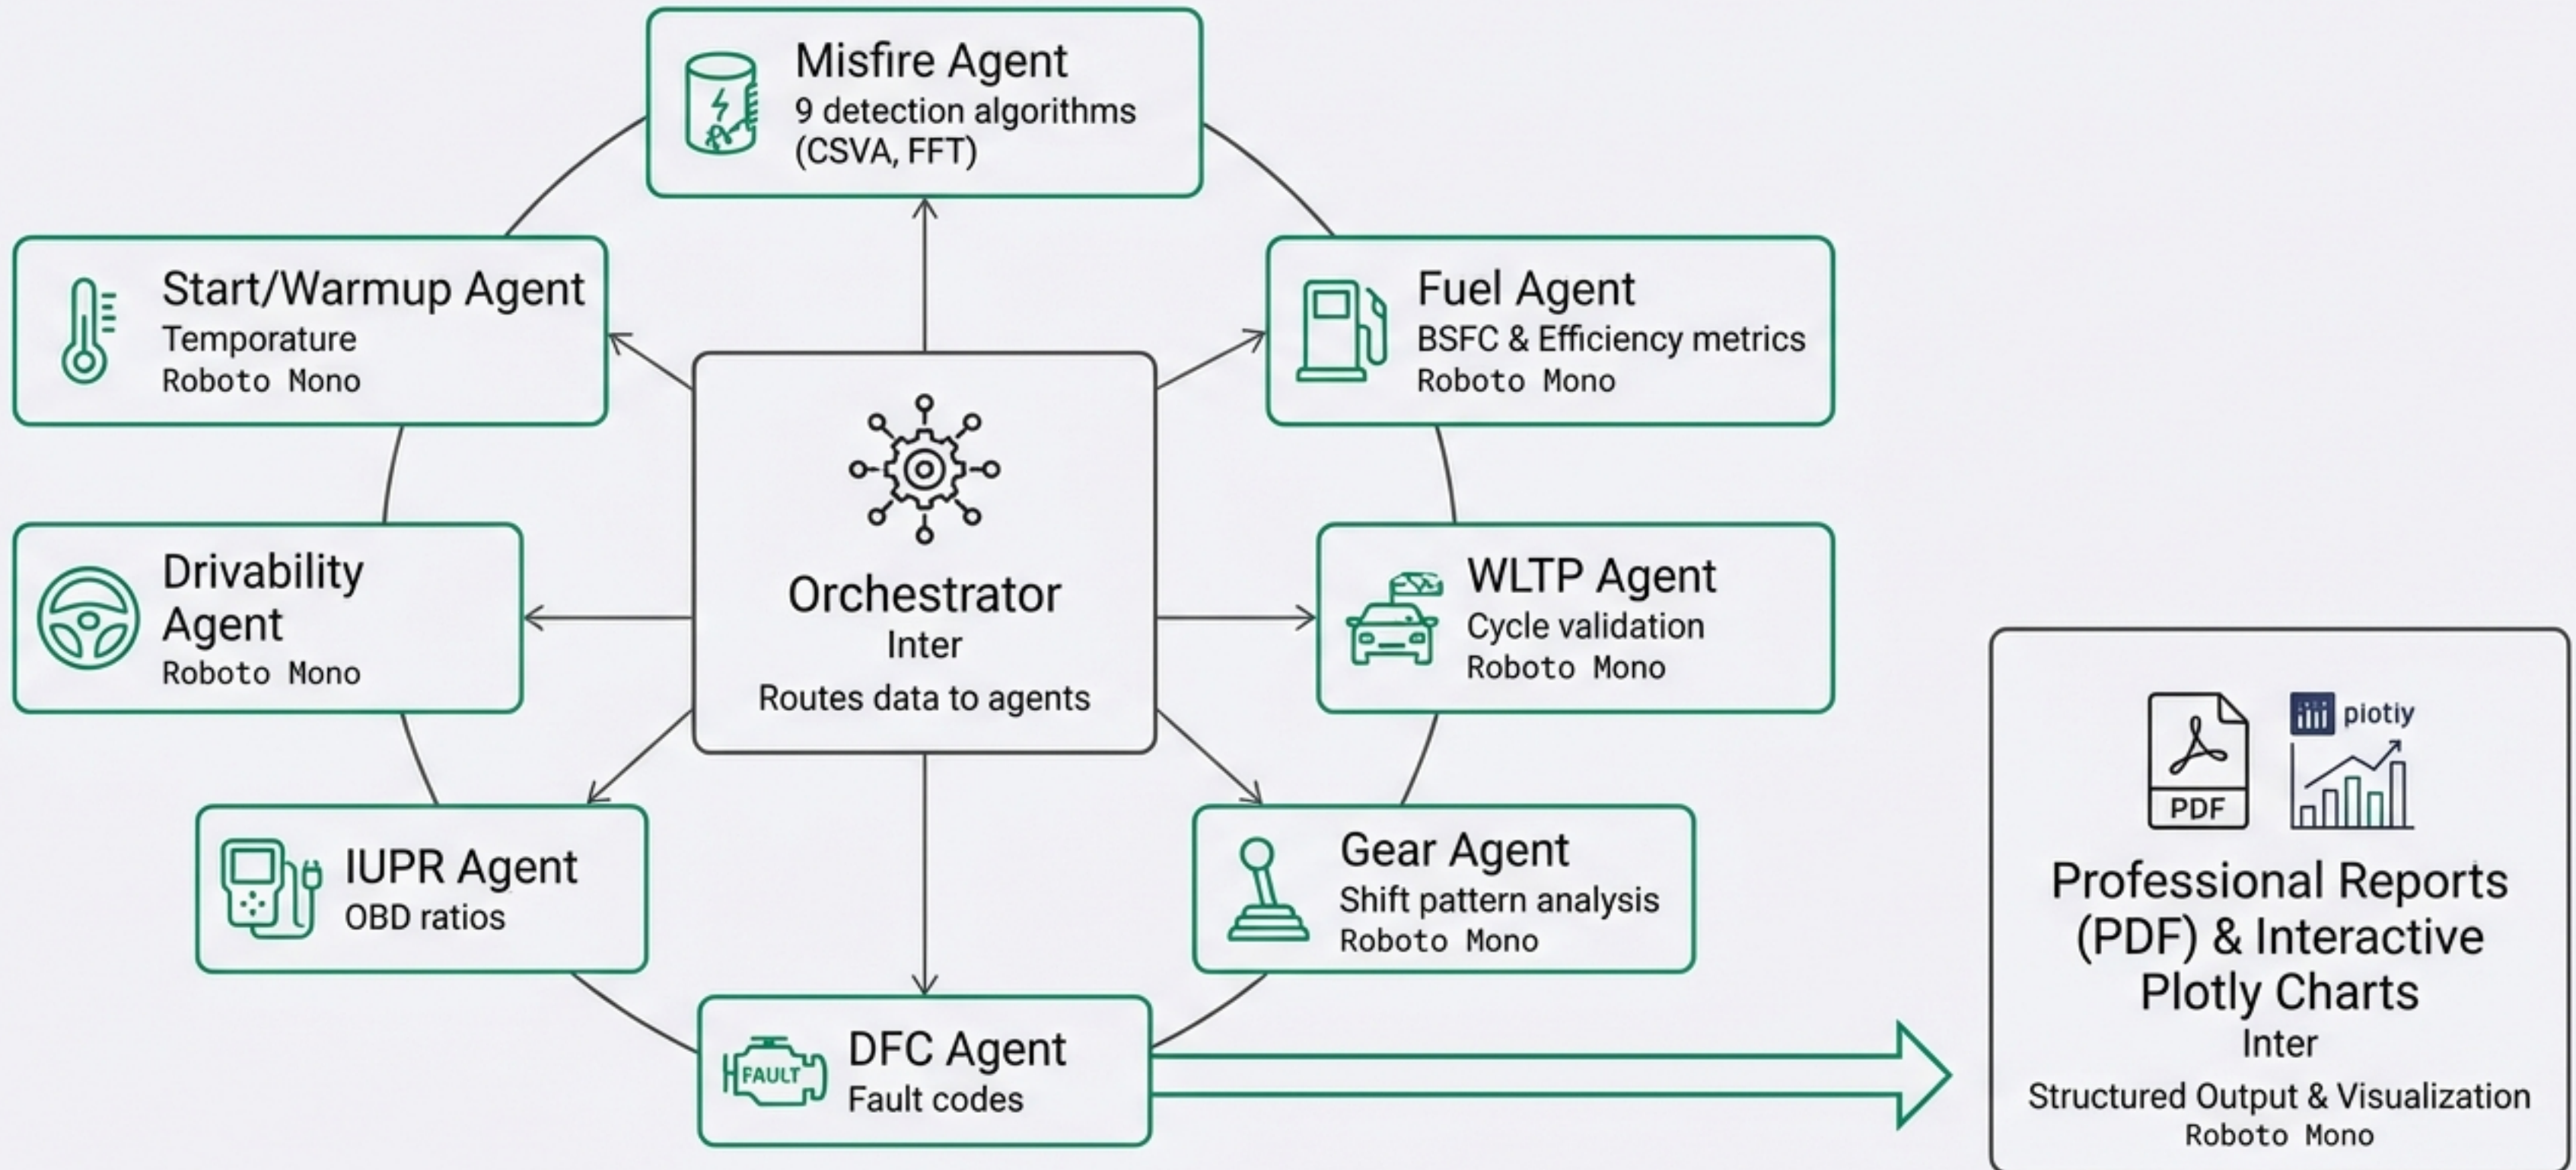 Misfire Agent
9 detection algorithms
(CSVA, FFT)
Start/Warmup Agent
Temporature
Roboto Mono
Fuel Agent
BSFC & Efficiency metrics
Roboto Mono
Orchestrator
Inter
Routes data to agents
Drivability
Agent
Roboto Mono
WLTP Agent
Cycle validation
Roboto Mono
IUPR Agent
OBD ratios
Gear Agent
Shift pattern analysis
Roboto Mono
FAULT
DFC Agent
Fault codes
PDF
piotiy
Professional Reports
(PDF) & Interactive
Plotly Charts
Inter
Structured Output & Visualization
Roboto Mono